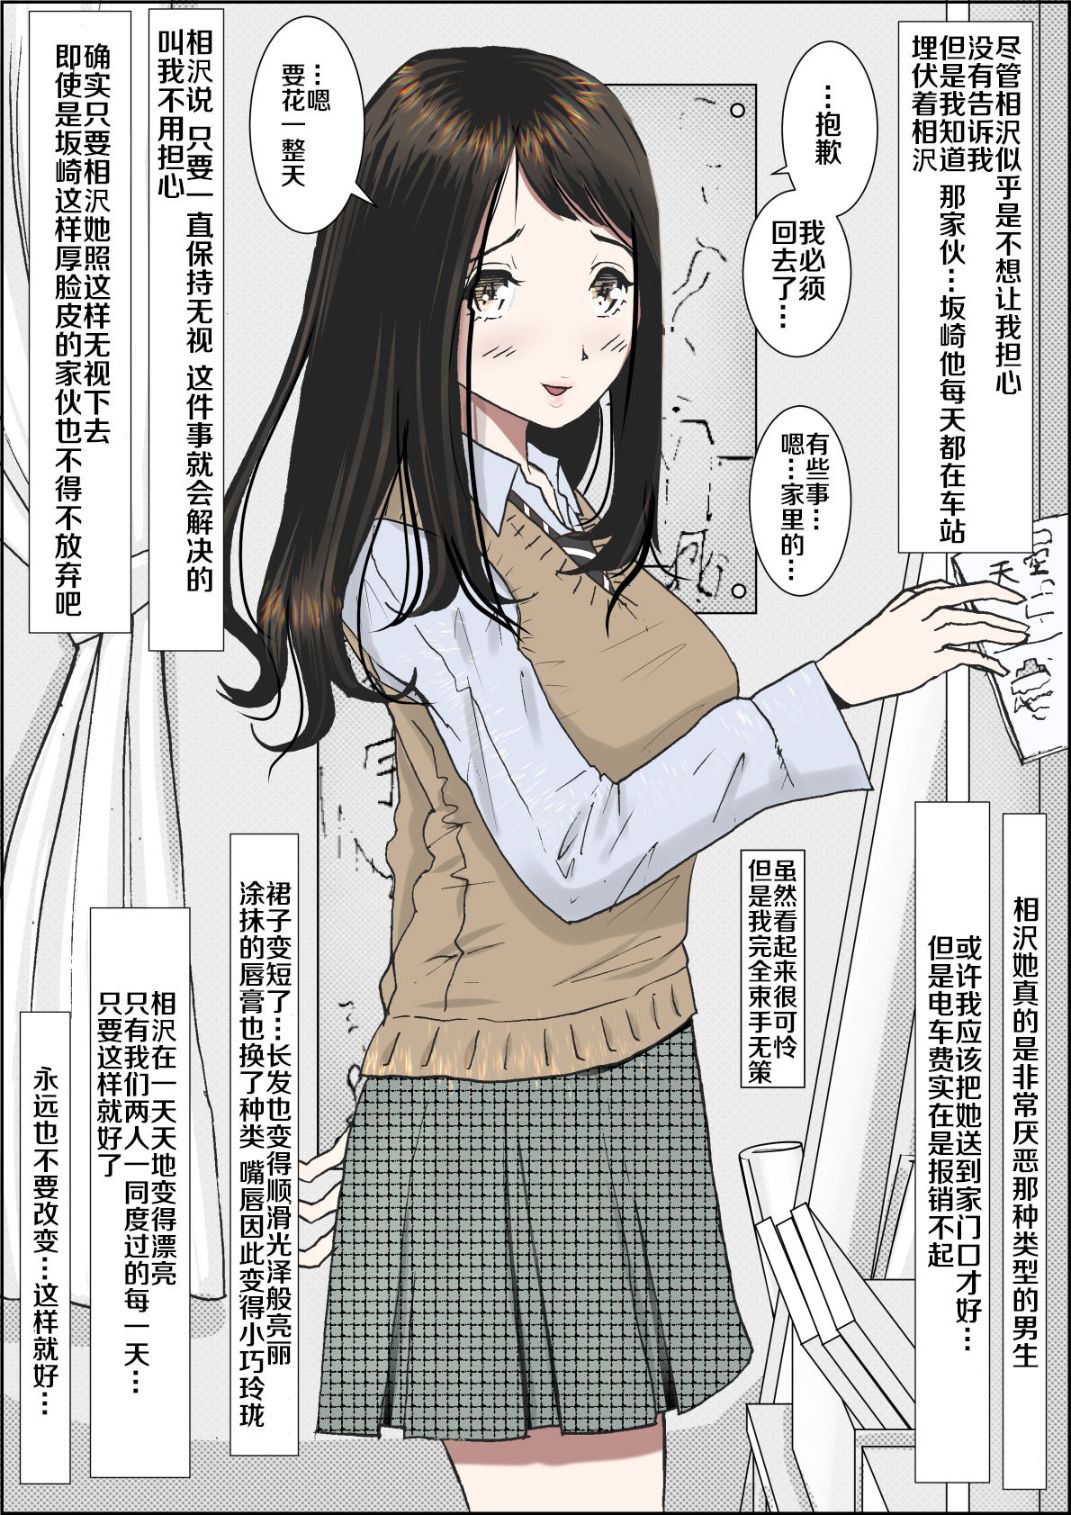 尽管相沢似乎是不想让我担心
没有告诉我
但是我知道 那家伙…坂崎他每天都在车站
埋伏着相沢
…抱歉
我必须
回去了…
有些事…
嗯…家里的…
…嗯
要花一整天
相沢说 只要一直保持无视 这件事就会解决的
叫我不用担心
确实只要相沢她照这样无视下去
即使是坂崎这样厚脸皮的家伙也不得不放弃吧
天空
相沢她真的是非常厌恶那种类型的男生
或许我应该把她送到家门口才好…
但是电车费实在是报销不起
虽然看起来很可怜
但是我完全束手无策
裙子变短了…长发也变得顺滑光泽般亮丽
涂抹的唇膏也换了种类 嘴唇因此变得小巧玲珑
相沢在一天天地变得漂亮
只有我们两人一同度过的每一天…
只要这样就好了
永远也不要改变…这样就好…